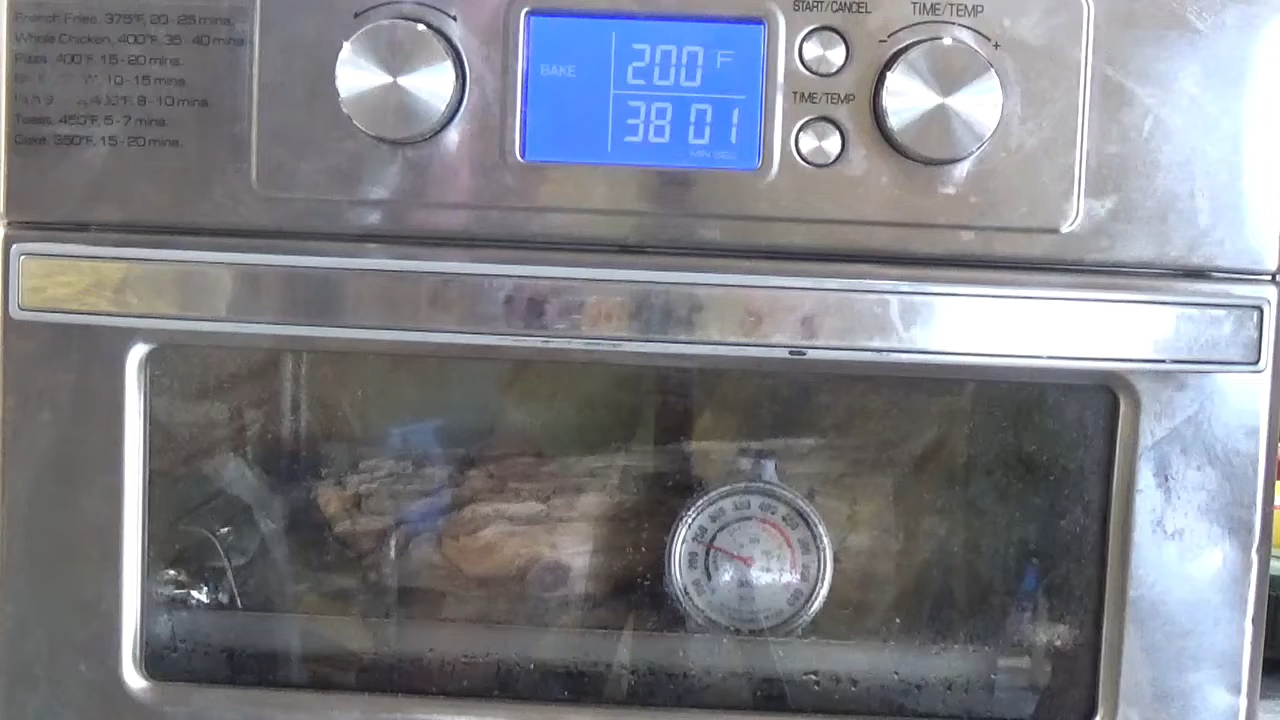 French Fries, 375°F, 20-25 mins.
Whole Chicken, 400°F, 35-40 mins
Pizza, 400°F, 15-20 mins.
10-15 mins.
8-10 mins.
Toast, 450°F, 5-7 mins.
Cake, 350°F, 15-20 mins.
BAKE
200 F
38 01
MIN SEC
START/CANCEL
TIME/TEMP
TIME/TEMP
- +